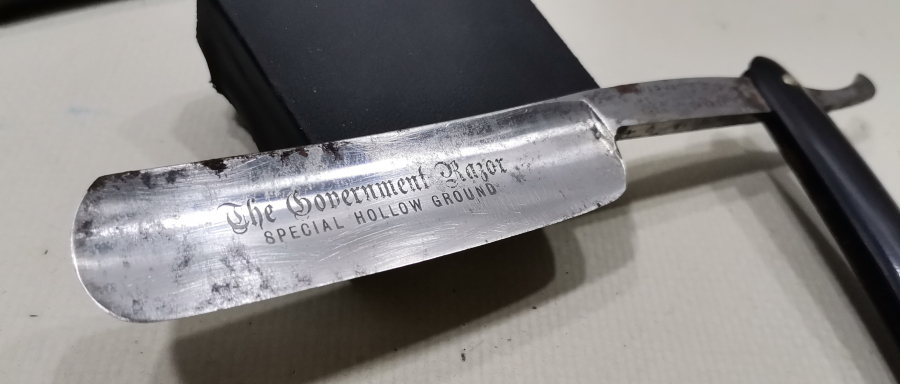 The Government Razor
SPECIAL HOLLOW GROUND